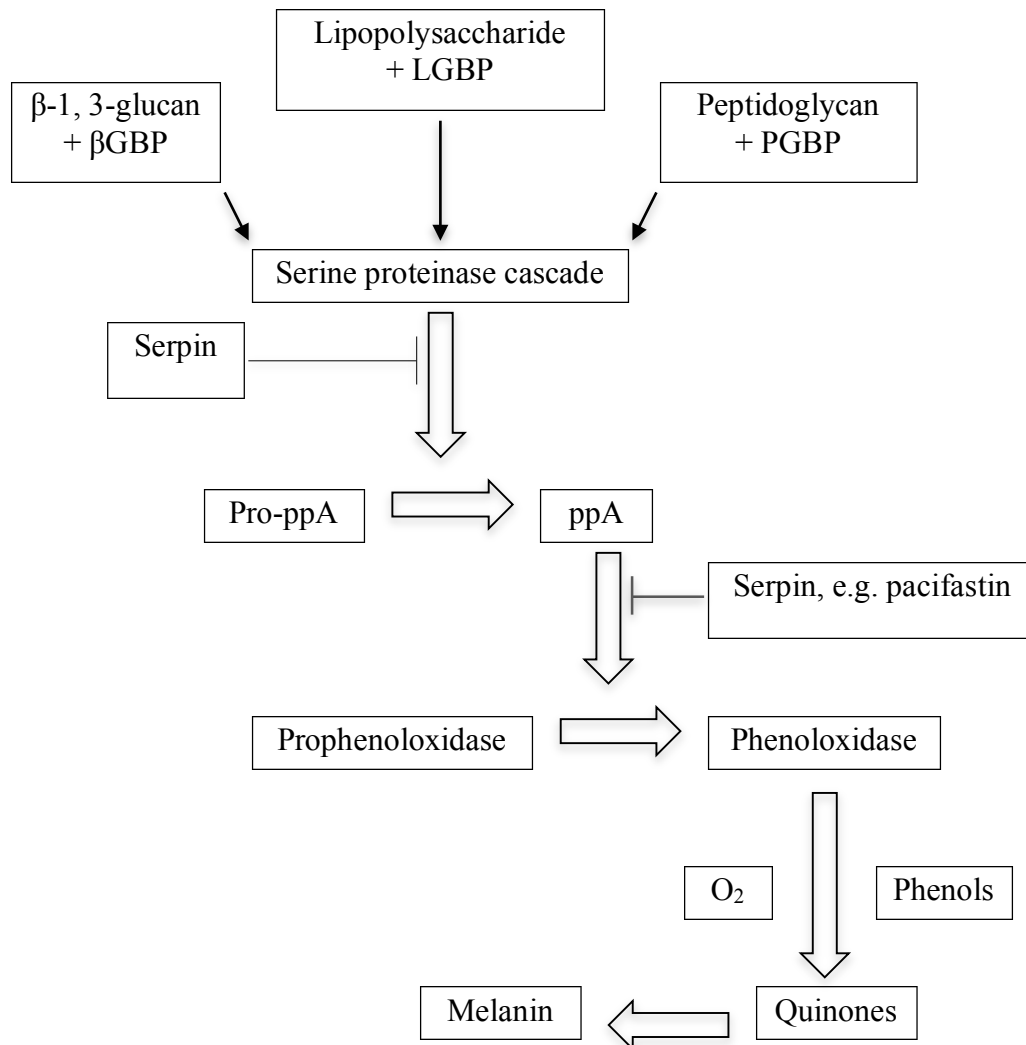 Lipopolysaccharide
+ LGBP
β-1, 3-glucan
+ βGBP
Peptidoglycan
+ PGBP
Serine proteinase cascade
Serpin
Pro-ppA
ppA
Serpin, e.g. pacifastin
Prophenoloxidase
Phenoloxidase
O₂
Phenols
Melanin
Quinones